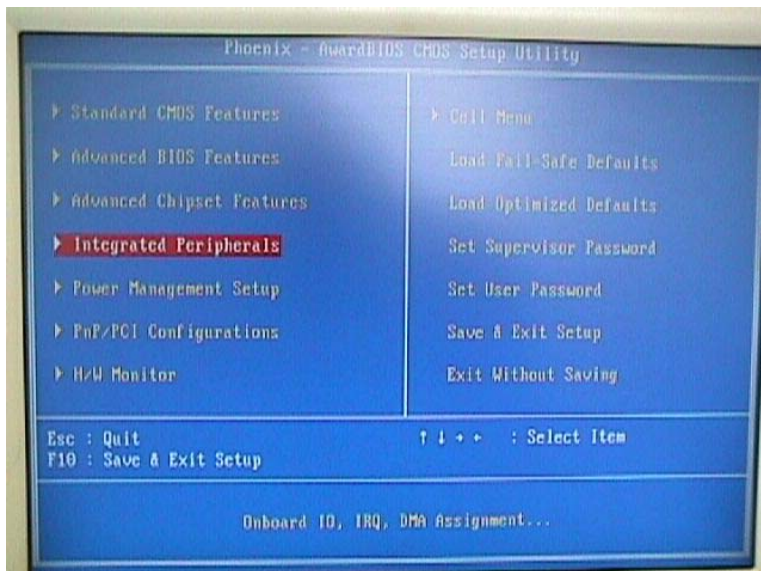 Phoenix - AwardBIOS CMOS Setup Utility
Standard CMOS Features
Advanced BIOS Features
Advanced Chipset Features
Integrated Peripherals
Power Management Setup
PnP/PCI Configurations
H/W Monitor
Cell Menu
Load Fail-Safe Defaults
Load Optimized Defaults
Set Supervisor Password
Set User Password
Save & Exit Setup
Exit Without Saving
Esc : Quit
F10 : Save & Exit Setup
↑ ↓ → ← : Select Item
Onboard IO, IRQ, DMA Assignment...